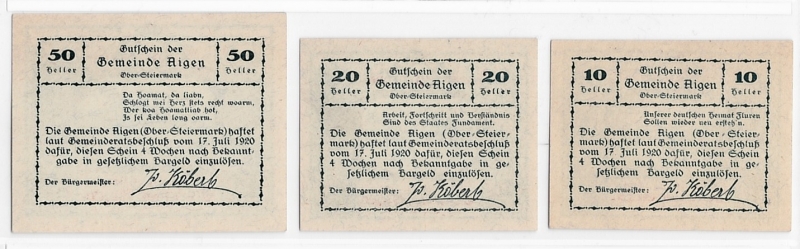 50
Heller
Gutschein der
Gemeinde Aigen
Ober-Steiermark
50
Heller
Da Hoamat, da liabn,
Schlogt mei Herz stets recht woarm.
Wer koa Hoamatliab hot,
Is sei Leben long oarm.
Die Gemeinde Aigen (Ober-Steiermark) haftet
laut Gemeinderatsbeschluß vom 17. Juli 1920
dafür, diesen Schein 4 Wochen nach Bekannt-
gabe in gesetzlichem Bargeld einzulösen.
Der Bürgermeister:
20
Heller
Gutschein der
Gemeinde Aigen
Ober-Steiermark
20
Heller
Arbeit, Fortschritt und Verständnis
Sind des Staates Fundament.
Die Gemeinde Aigen (Ober-Steier-
mark) haftet laut Gemeinderatsbeschluß
vom 17. Juli 1920 dafür, diesen Schein
4 Wochen nach Bekanntgabe in ge-
setzlichem Bargeld einzulösen.
Der Bürgermeister:
10
Heller
Gutschein der
Gemeinde Aigen
Ober-Steiermark
10
Heller
Unserer deutschen Heimat Fluren
Sollen wieder neu ersteh'n.
Die Gemeinde Aigen (Ober-Steier-
mark) haftet laut Gemeinderatsbeschluß
vom 17. Juli 1920 dafür, diesen Schein
4 Wochen nach Bekanntgabe in ge-
setzlichem Bargeld einzulösen.
Der Bürgermeister: